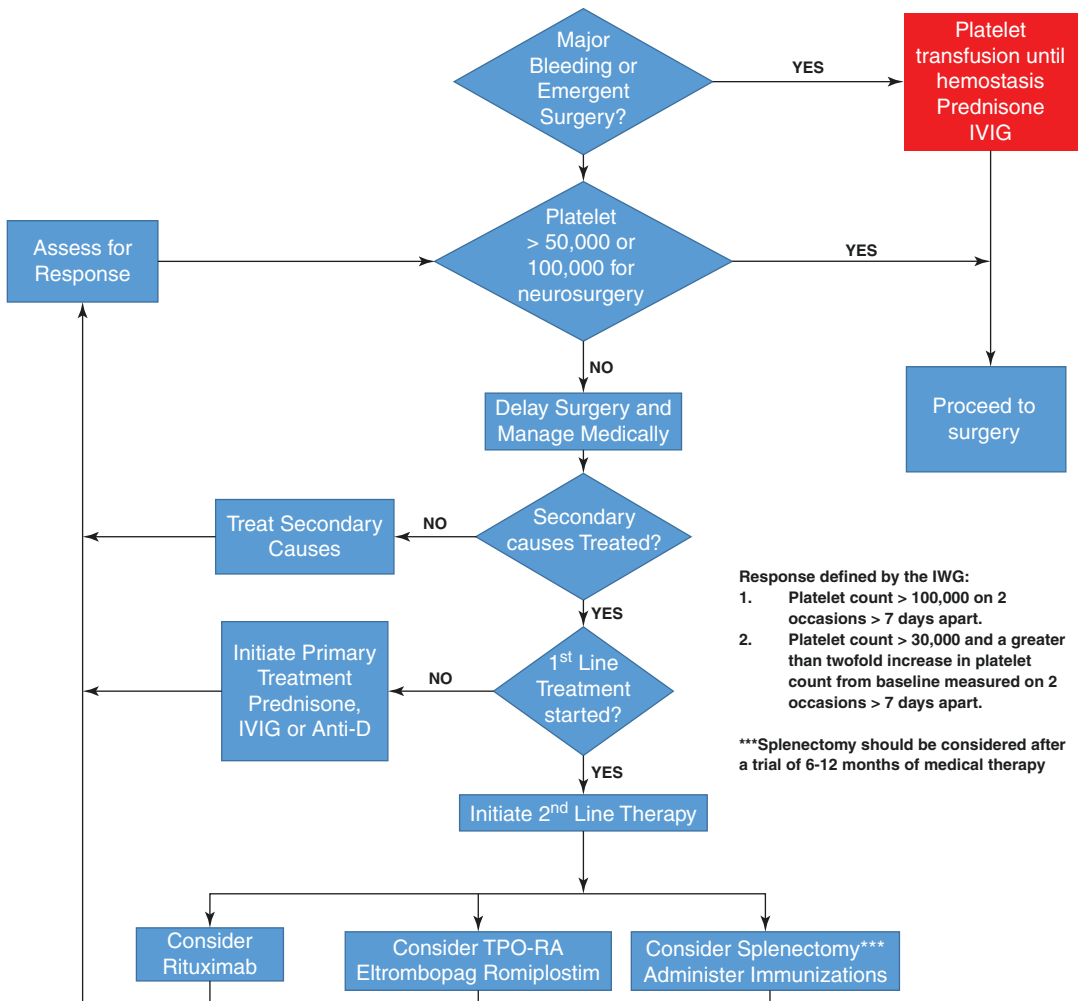 Major
Bleeding or
Emergent
Surgery?
YES
Platelet
transfusion until
hemostasis
Prednisone
IVIG
Assess for
Response
Platelet
> 50,000 or
100,000 for
neurosurgery
YES
NO
Delay Surgery and
Manage Medically
Proceed to
surgery
Treat Secondary
Causes
NO
Secondary
causes Treated?
YES
Initiate Primary
Treatment
Prednisone,
IVIG or Anti-D
NO
1st Line
Treatment
started?
YES
Response defined by the IWG:
1. Platelet count > 100,000 on 2
occasions > 7 days apart.
2. Platelet count > 30,000 and a greater
than twofold increase in platelet
count from baseline measured on 2
occasions > 7 days apart.
***Splenectomy should be considered after
a trial of 6-12 months of medical therapy
Initiate 2nd Line Therapy
Consider
Rituximab
Consider TPO-RA
Eltrombopag Romiplostim
Consider Splenectomy***
Administer Immunizations